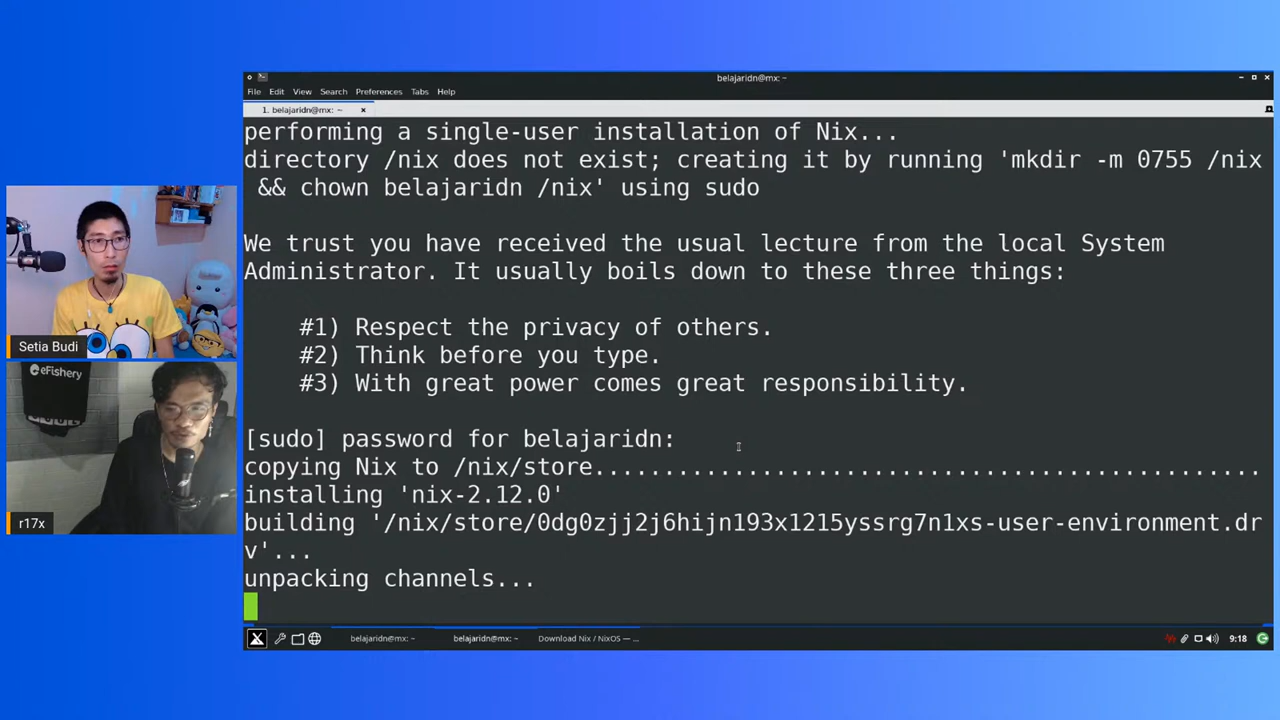 belajaridn@mx: ~
File Edit View Search Preferences Tabs Help
1. belajaridn@mx: ~
performing a single-user installation of Nix...
directory /nix does not exist; creating it by running 'mkdir -m 0755 /nix
&& chown belajaridn /nix' using sudo
We trust you have received the usual lecture from the local System
Administrator. It usually boils down to these three things:
#1) Respect the privacy of others.
#2) Think before you type.
#3) With great power comes great responsibility.
[sudo] password for belajaridn:
copying Nix to /nix/store................................................
installing 'nix-2.12.0'
building '/nix/store/0dg0zjj2j6hijn193x1215yssrg7n1xs-user-environment.dr
v'...
unpacking channels...
belajaridn@mx: ~
belajaridn@mx: ~
Download Nix / NixOS — ...
9:18
Setia Budi
eFishery
r17x